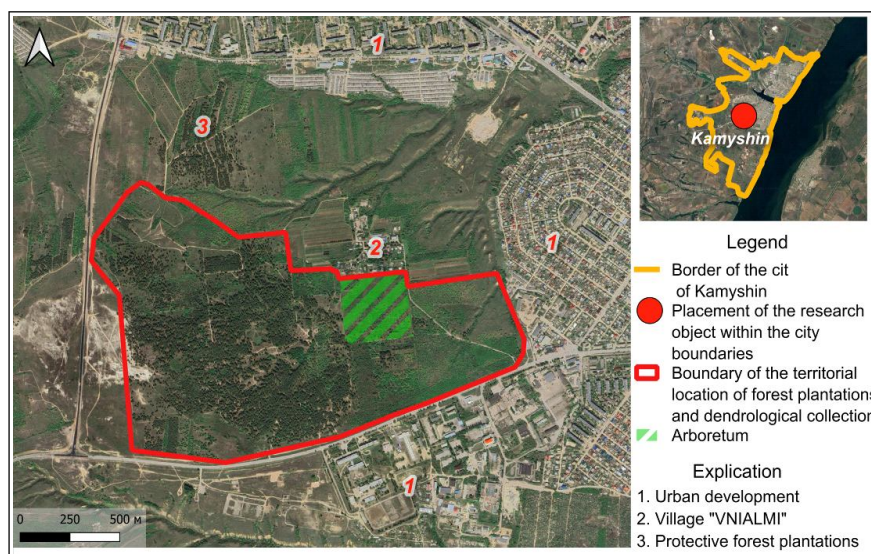 1
3
2
1
1
0 250 500 м
Kamyshin
Legend
Border of the cit
of Kamyshin
Placement of the research
object within the city
boundaries
Boundary of the territorial
location of forest plantations
and dendrological collection
Arboretum
Explication
1. Urban development
2. Village "VNIALMI"
3. Protective forest plantations